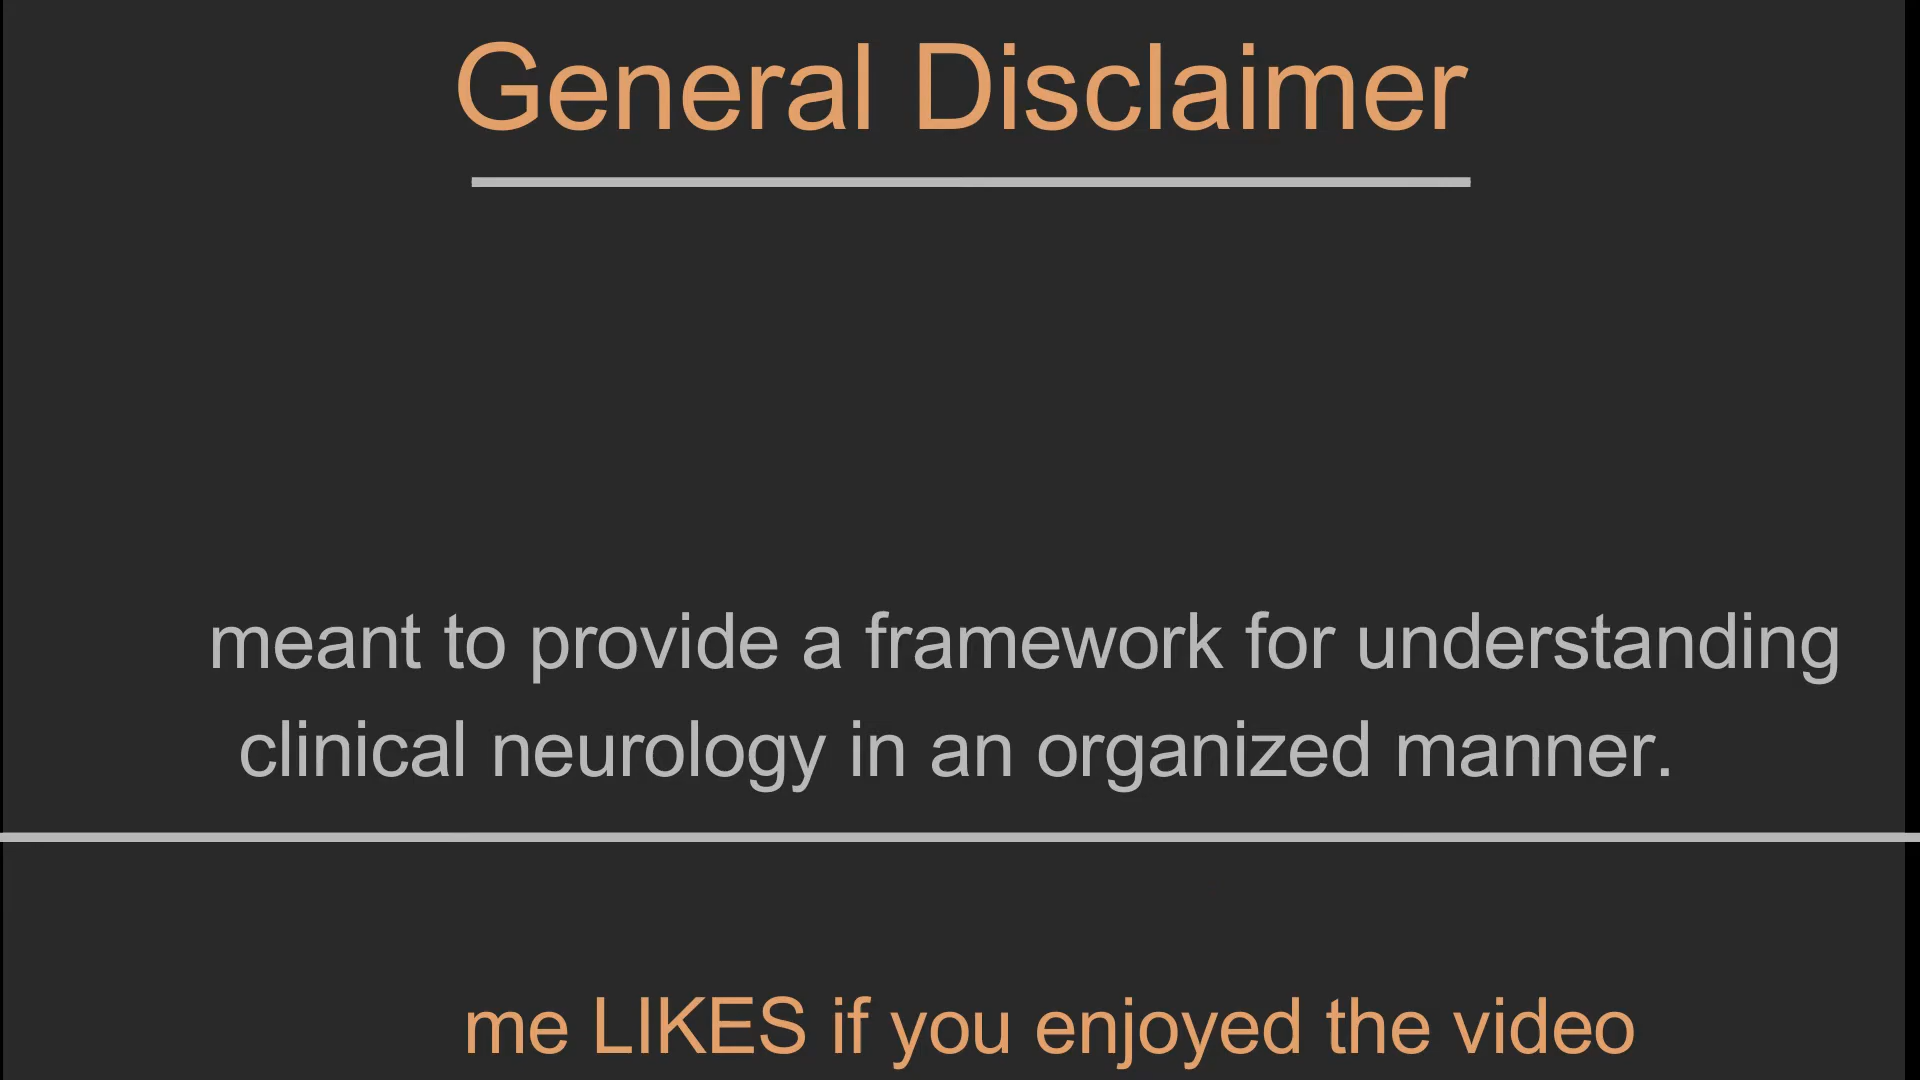 General Disclaimer
meant to provide a framework for understanding
clinical neurology in an organized manner.
me LIKES if you enjoyed the video